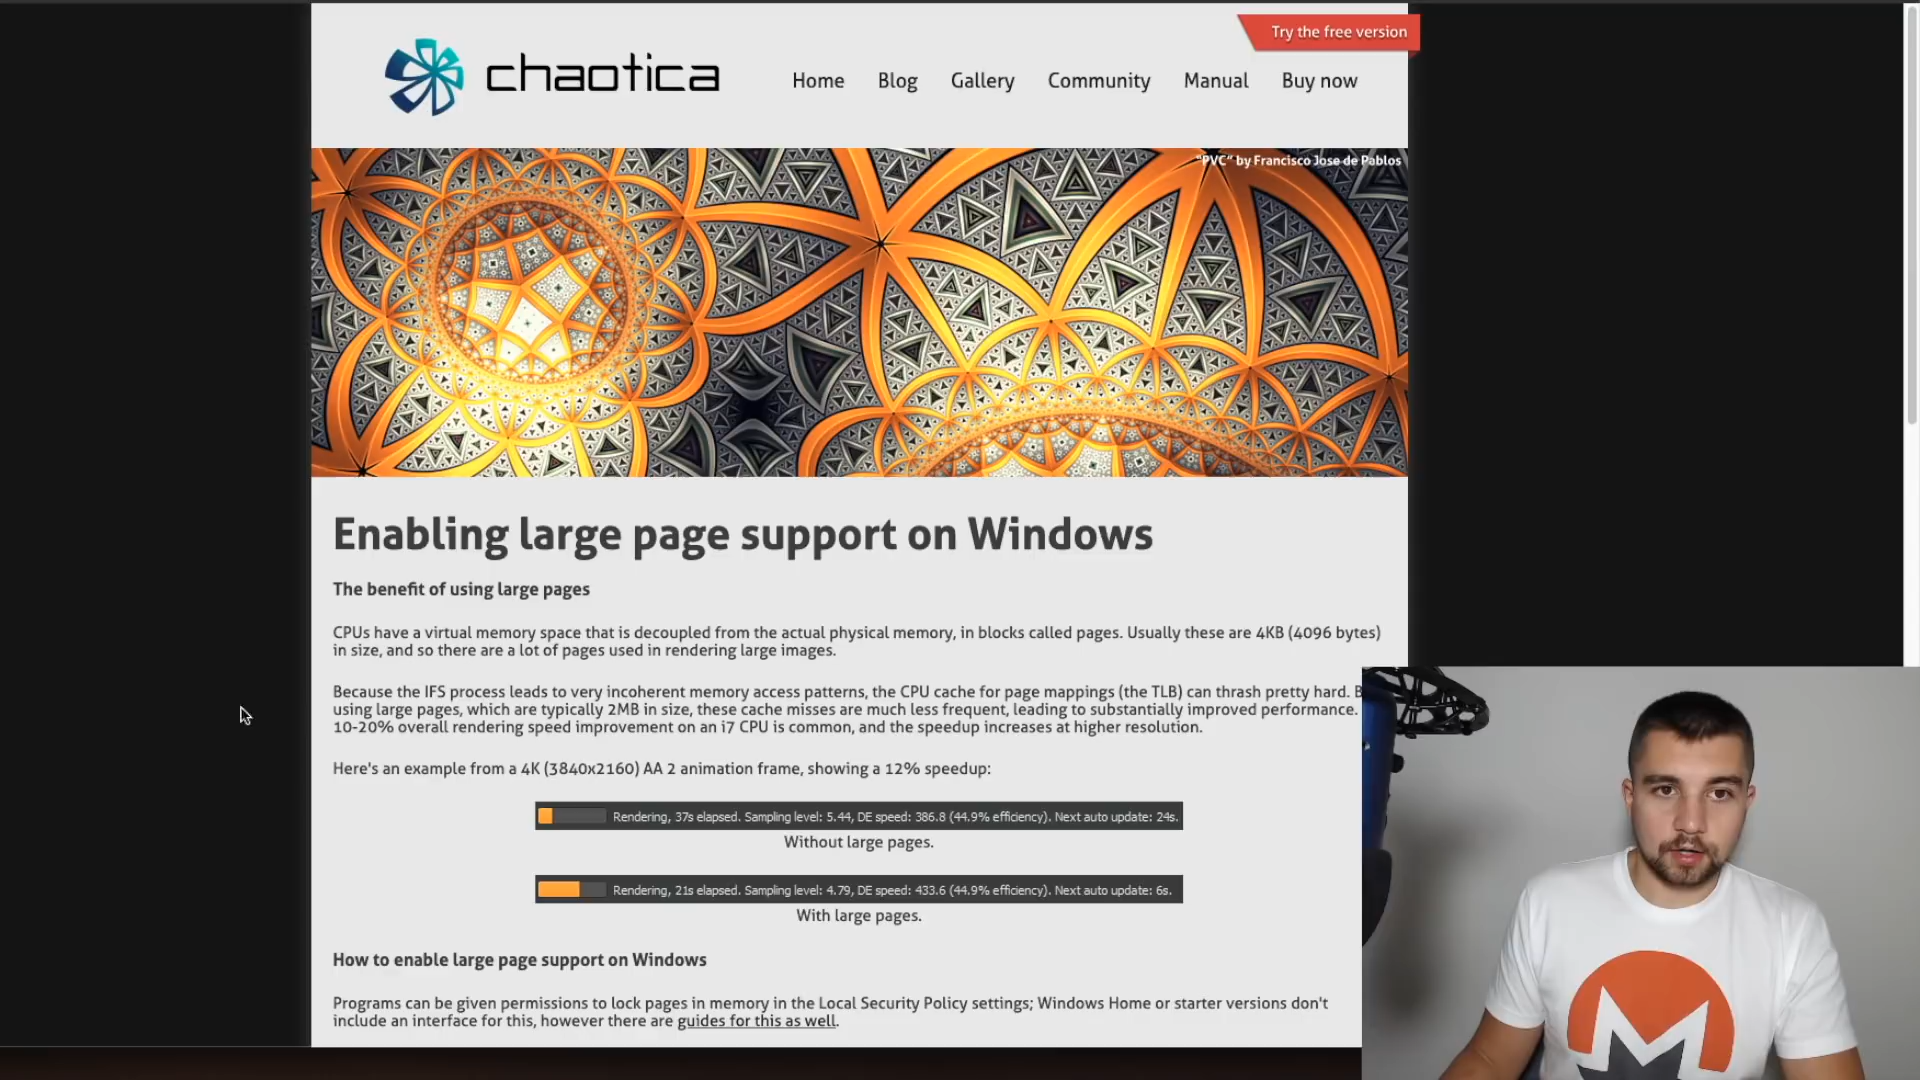 Try the free version
chaotica
Home Blog Gallery Community Manual Buy now
"PVC" by Francisco Jose de Pablos
Enabling large page support on Windows
The benefit of using large pages
CPUs have a virtual memory space that is decoupled from the actual physical memory, in blocks called pages. Usually these are 4KB (4096 bytes)
in size, and so there are a lot of pages used in rendering large images.
Because the IFS process leads to very incoherent memory access patterns, the CPU cache for page mappings (the TLB) can thrash pretty hard.
using large pages, which are typically 2MB in size, these cache misses are much less frequent, leading to substantially improved performance.
10-20% overall rendering speed improvement on an i7 CPU is common, and the speedup increases at higher resolution.
Here's an example from a 4K (3840x2160) AA 2 animation frame, showing a 12% speedup:
Rendering, 37s elapsed. Sampling level: 5.44, DE speed: 386.8 (44.9% efficiency). Next auto update: 24s.
Without large pages.
Rendering, 21s elapsed. Sampling level: 4.79, DE speed: 433.6 (44.9% efficiency). Next auto update: 6s.
With large pages.
How to enable large page support on Windows
Programs can be given permissions to lock pages in memory in the Local Security Policy settings; Windows Home or starter versions don't
include an interface for this, however there are guides for this as well.